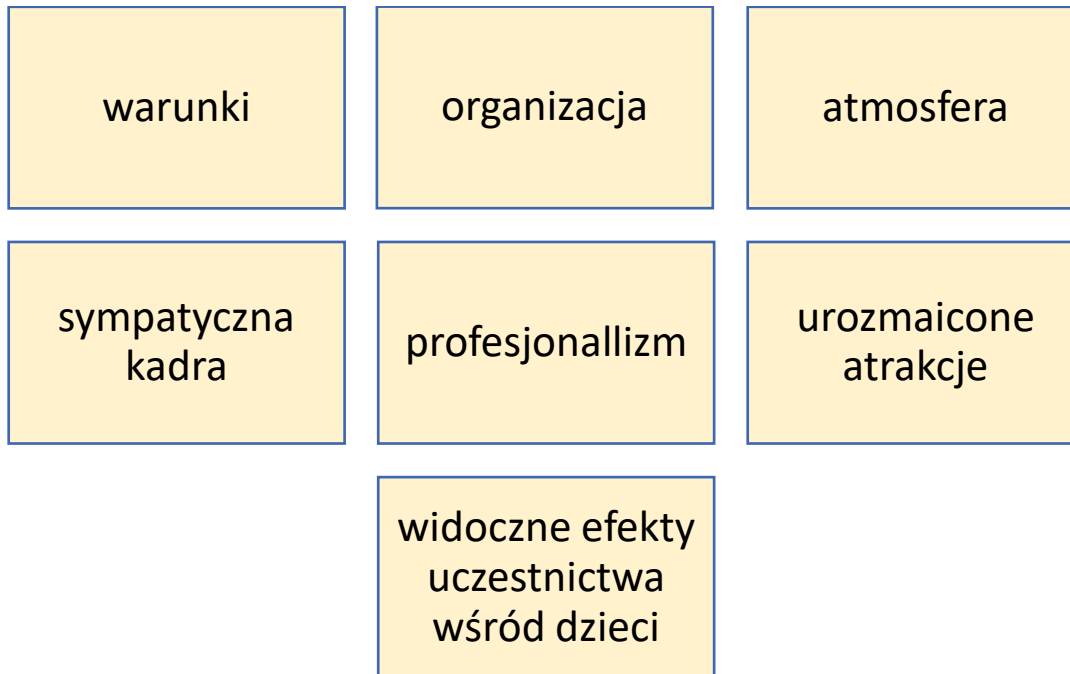 warunki
organizacja
atmosfera
sympatyczna
kadra
profesjonallizm
urozmaicone
atrakcje
widoczne efekty
uczestnictwa
wśród dzieci